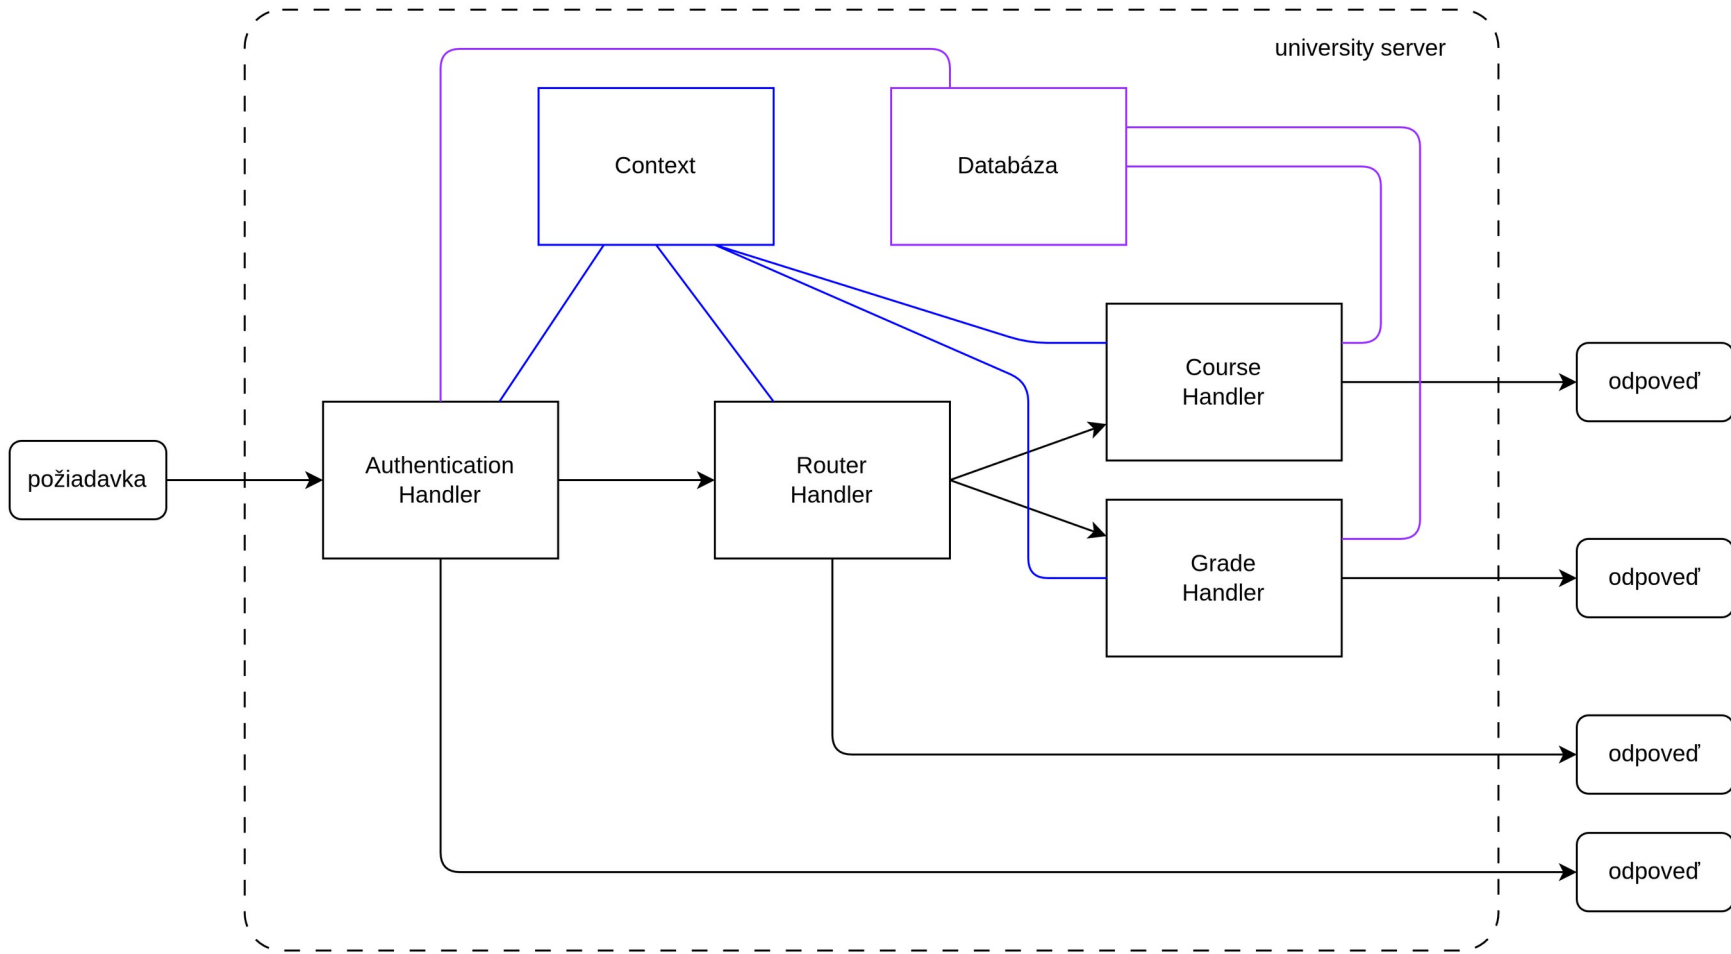 university server
Context
Databáza
Course
Handler
odpoveď
požiadavka
Authentication
Handler
Router
Handler
Grade
Handler
odpoveď
odpoveď
odpoveď